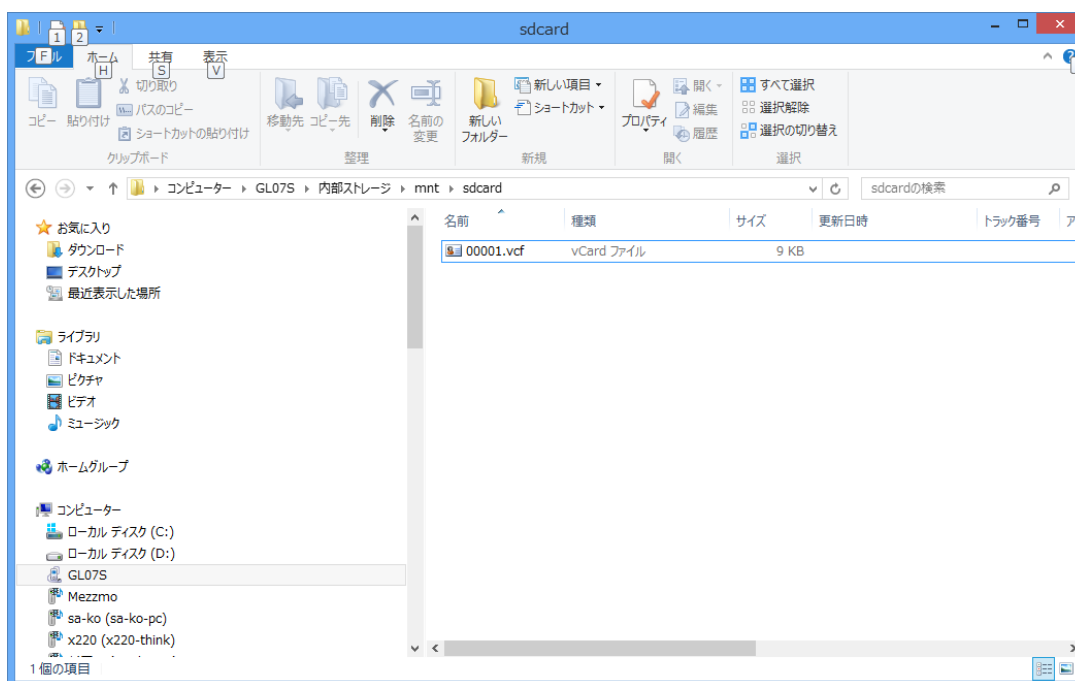 sdcard
1 2
F ル ホーム 共有 表示
H S V
コピー
貼り付け
切り取り
パスのコピー
ショートカットの貼り付け
クリップボード
移動先
コピー先
削除
名前の
変更
整理
新しい
フォルダー
新しい項目
ショートカット
新規
プロパティ
開く
編集
履歴
開く
すべて選択
選択解除
選択の切り替え
選択
コンピューター GL07S 内部ストレージ mnt sdcard
sdcardの検索
お気に入り
ダウンロード
デスクトップ
最近表示した場所
ライブラリ
ドキュメント
ピクチャ
ビデオ
ミュージック
ホームグループ
コンピューター
ローカル ディスク (C:)
ローカル ディスク (D:)
GL07S
Mezzmo
sa-ko (sa-ko-pc)
x220 (x220-think)
名前 種類 サイズ 更新日時 トラック番号 ア
00001.vcf vCard ファイル 9 KB
1 個の項目